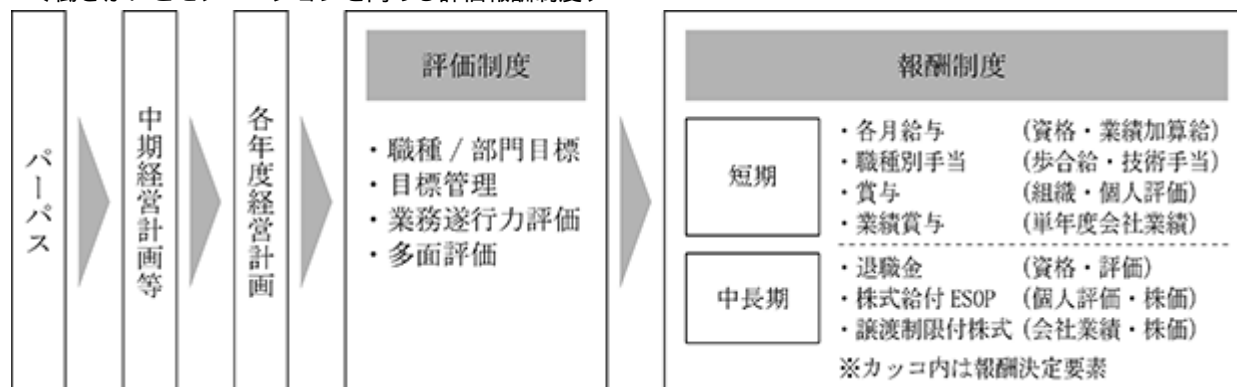 パーパス
中期経営計画等
各年度経営計画
評価制度
・職種 / 部門目標
・目標管理
・業務遂行力評価
・多面評価
報酬制度
短期
・各月給与 (資格・業績加算給)
・職種別手当 (歩合給・技術手当)
・賞与 (組織・個人評価)
・業績賞与 (単年度会社業績)
中長期
・退職金 (資格・評価)
・株式給付 ESOP (個人評価・株価)
・譲渡制限付株式 (会社業績・株価)
※カッコ内は報酬決定要素